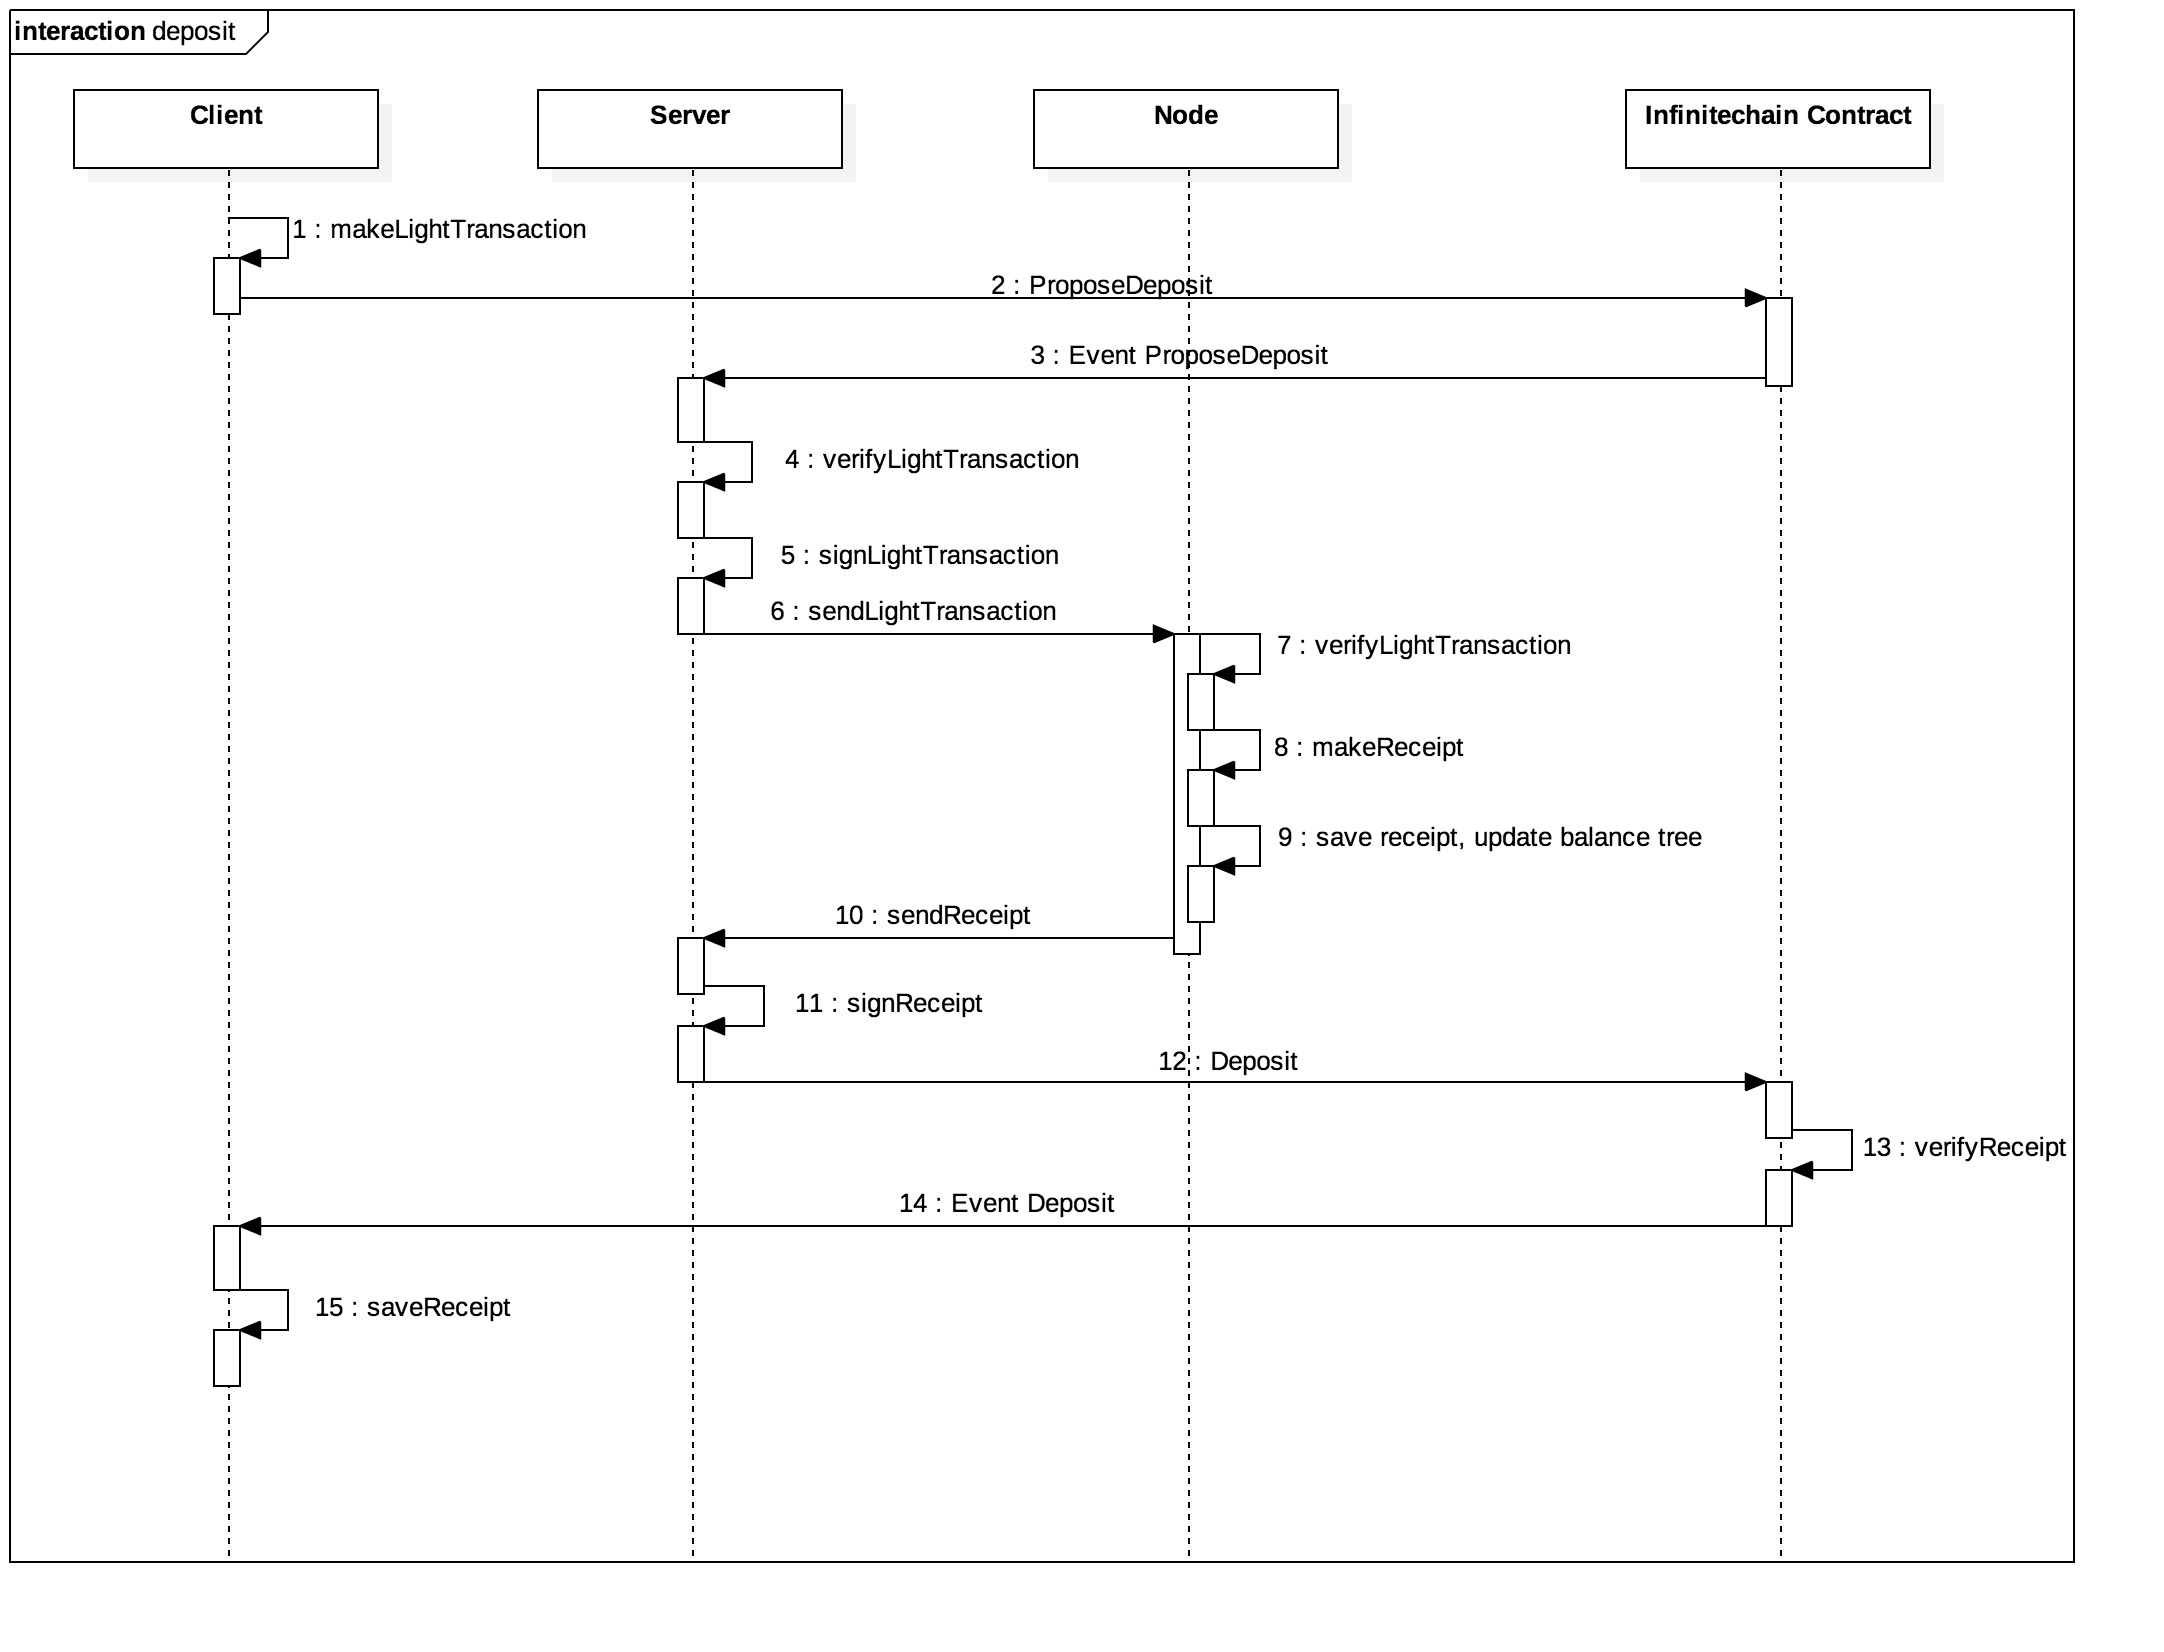 interaction deposit
Client
Server
Node
Infinitechain Contract
1 : makeLightTransaction
2 : ProposeDeposit
3 : Event ProposeDeposit
4 : verifyLightTransaction
5 : signLightTransaction
6 : sendLightTransaction
7 : verifyLightTransaction
8 : makeReceipt
9 : save receipt, update balance tree
10 : sendReceipt
11 : signReceipt
12 : Deposit
13 : verifyReceipt
14 : Event Deposit
15 : saveReceipt